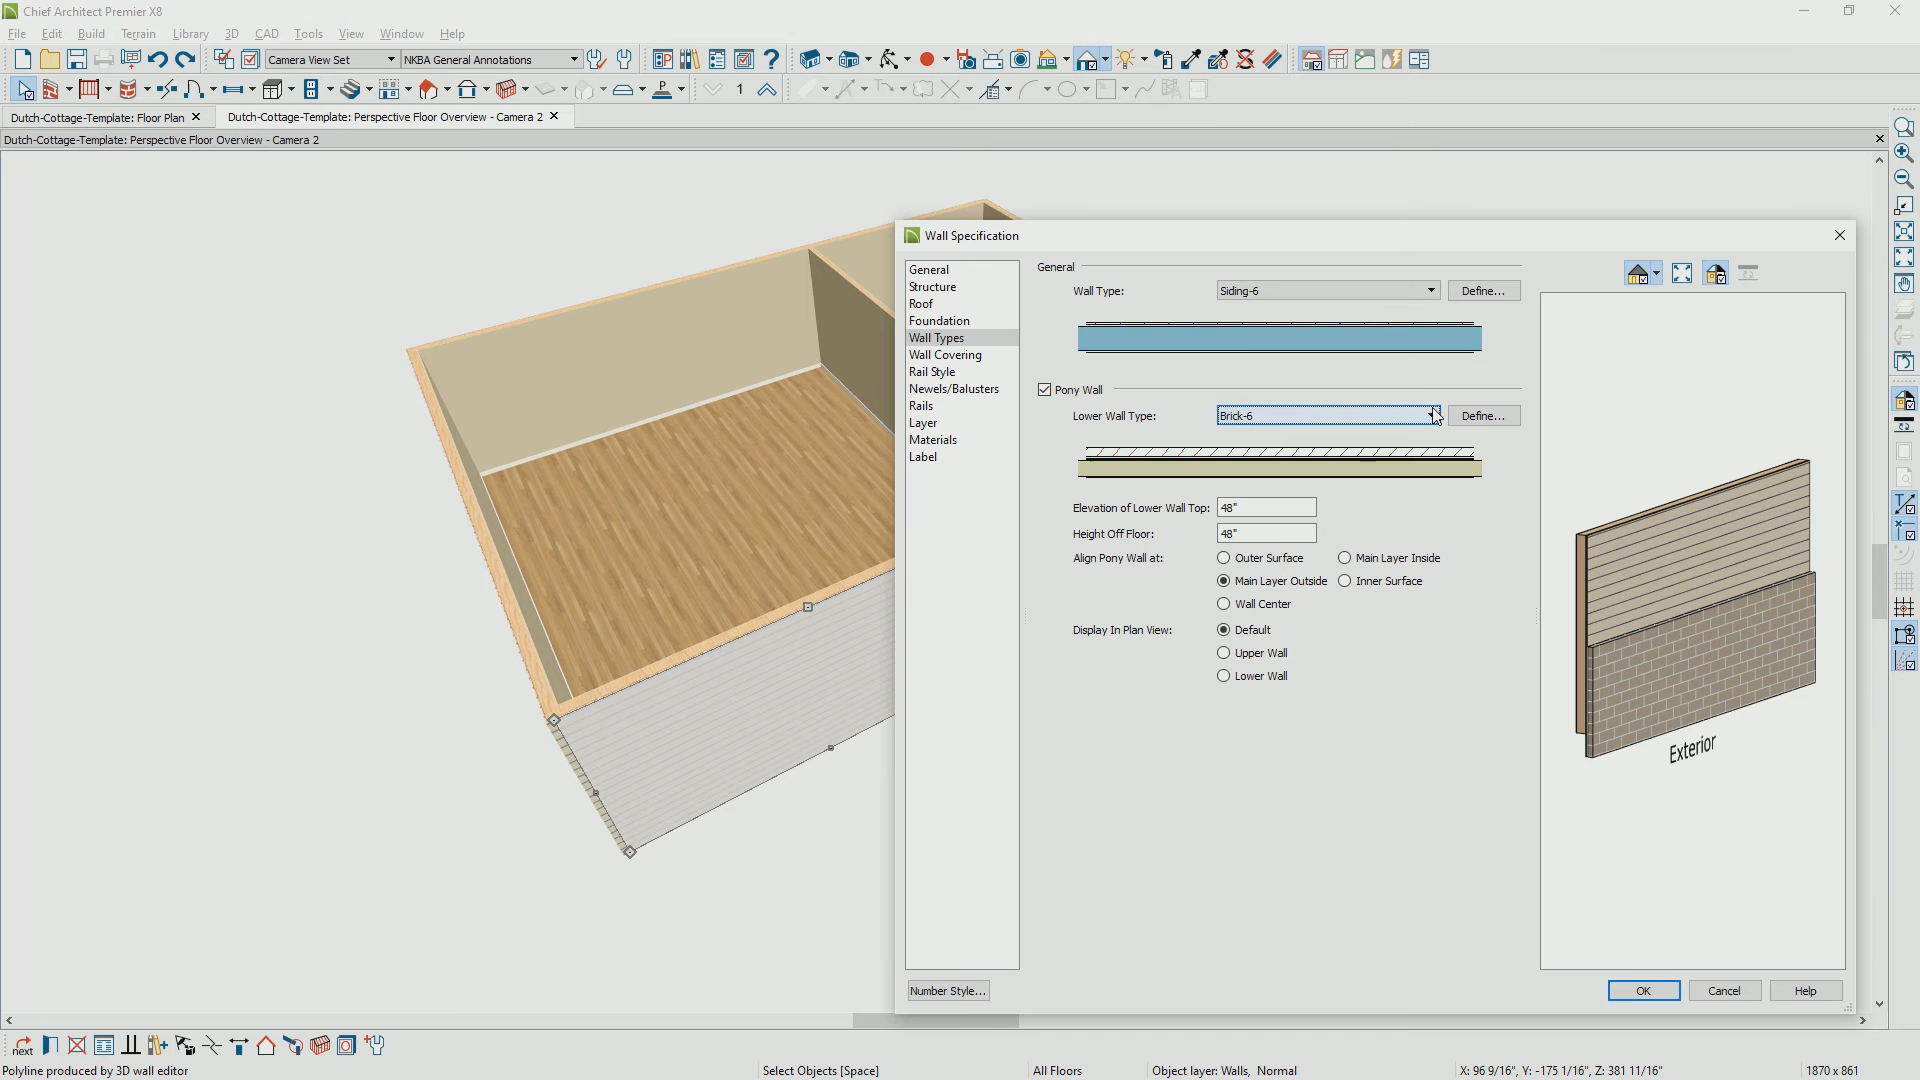 Chief Architect Premier X8
File Edit Build Terrain Library 3D CAD Tools View Window Help
Camera View Set NKBA General Annotations
1
Dutch-Cottage-Template: Floor Plan Dutch-Cottage-Template: Perspective Floor Overview - Camera 2
Dutch-Cottage-Template: Perspective Floor Overview - Camera 2
Wall Specification
General
Structure
Roof
Foundation
Wall Types
Wall Covering
Rail Style
Newels/Balusters
Rails
Layer
Materials
Label
General
Wall Type: Siding-6 Define...
Pony Wall
Lower Wall Type: Brick-6 Define...
Elevation of Lower Wall Top: 48"
Height Off Floor: 48"
Align Pony Wall at: Outer Surface Main Layer Inside
Main Layer Outside Inner Surface
Wall Center
Display In Plan View: Default
Upper Wall
Lower Wall
Exterior
Number Style... OK Cancel Help
next
Polyline produced by 3D wall editor Select Objects [Space] All Floors Object layer: Walls, Normal X: 96 9/16", Y: -175 1/16", Z: 381 11/16" 1870 x 861